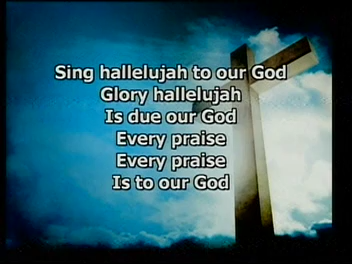 Sing hallelujah to our God
Glory hallelujah
Is due our God
Every praise
Every praise
Is to our God